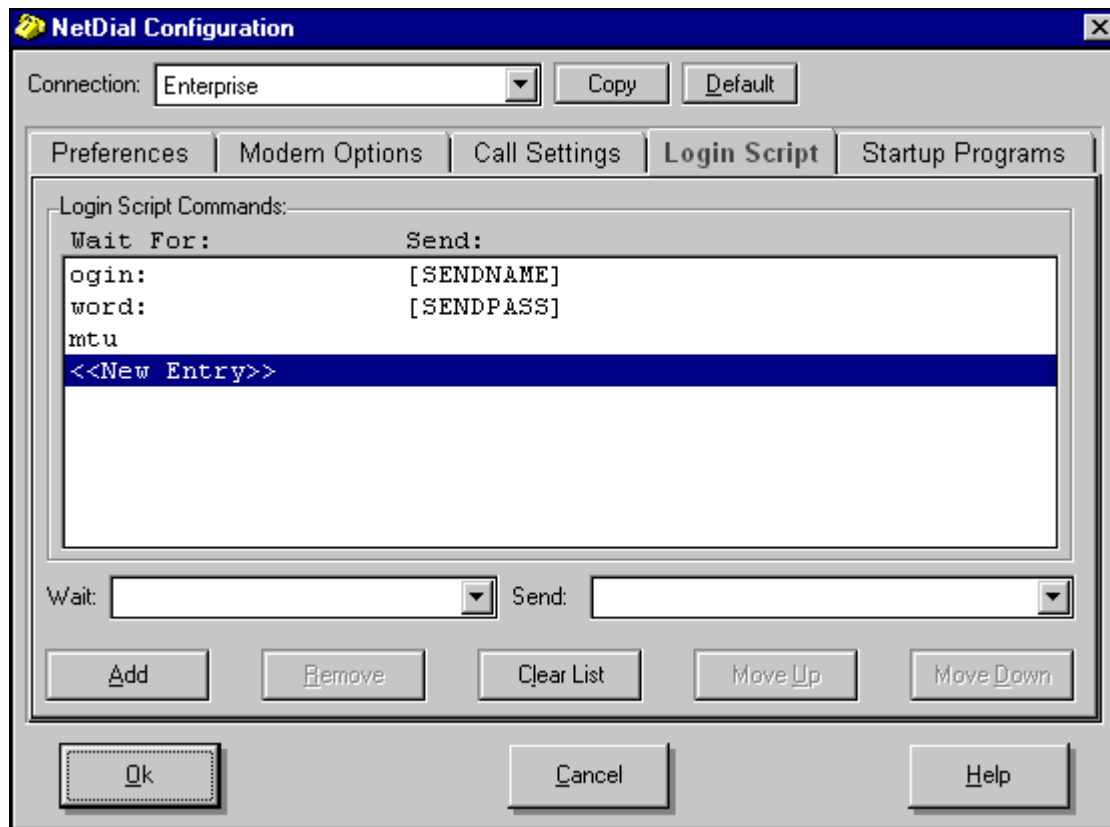 NetDial Configuration
Connection: Enterprise Copy Default
Preferences Modem Options Call Settings Login Script Startup Programs
Login Script Commands:
Wait For: Send:
ogin: [SENDNAME]
word: [SENDPASS]
mtu
<<New Entry>>
Wait: Send:
Add Remove Clear List Move Up Move Down
Ok Cancel Help